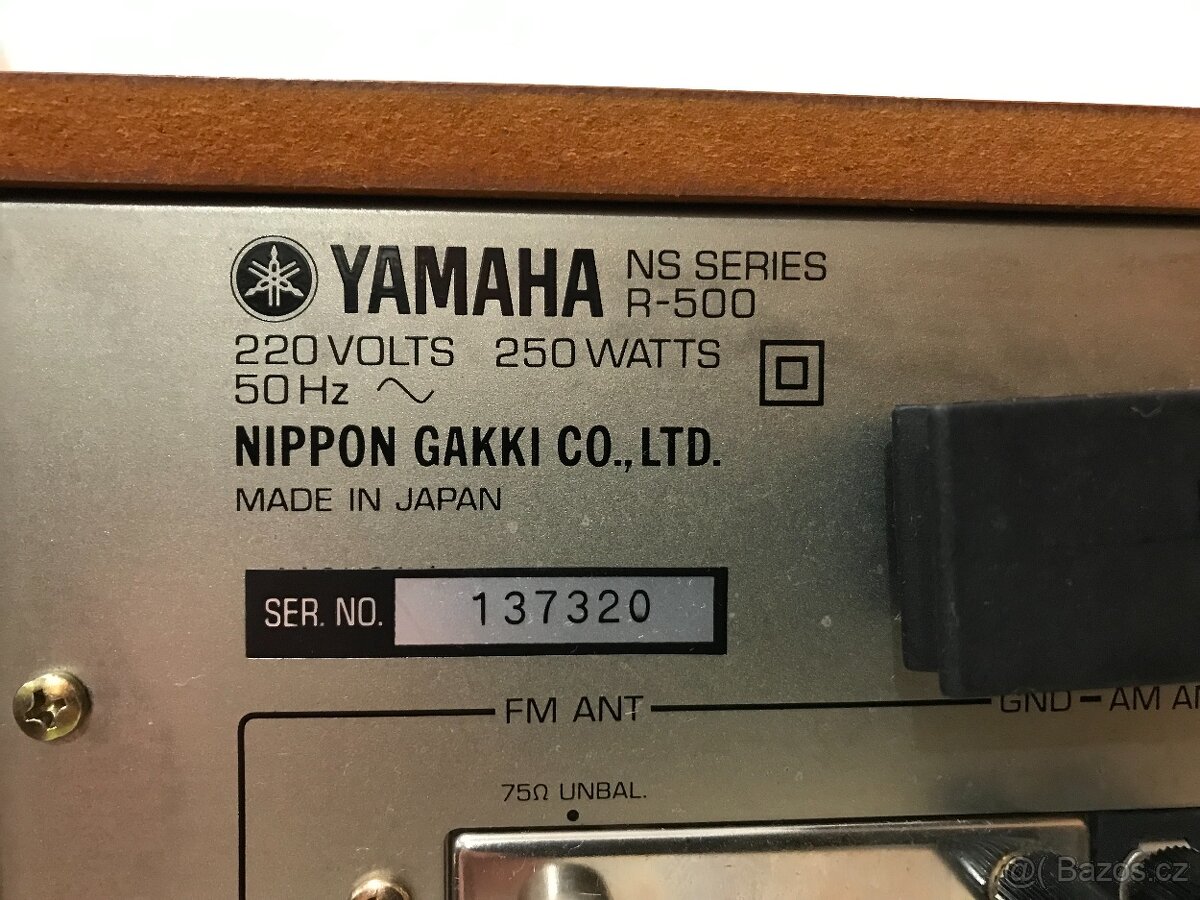 YAMAHA NS SERIES
R-500
220 VOLTS 250 WATTS
50 Hz
NIPPON GAKKI CO., LTD.
MADE IN JAPAN
SER. NO. 137320
FM ANT
GND AM
75Ω UNBAL.
@( Bazos.cz